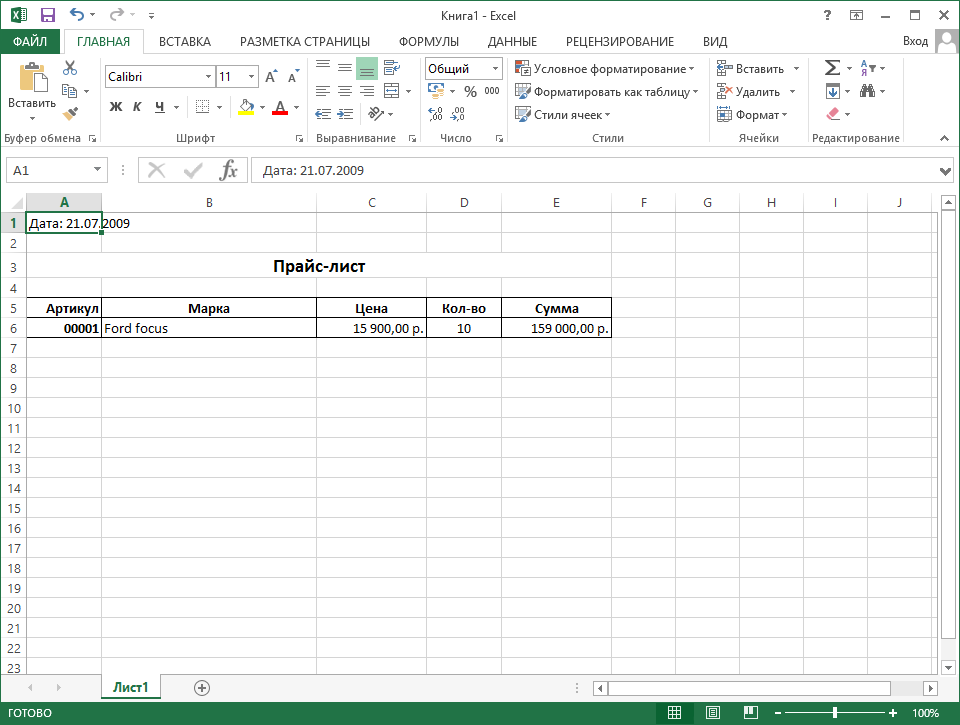 Книга1 - Excel
?
ФАЙЛ ГЛАВНАЯ ВСТАВКА РАЗМЕТКА СТРАНИЦЫ ФОРМУЛЫ ДАННЫЕ РЕЦЕНЗИРОВАНИЕ ВИД Вход
Вставить
Calibri 11
Ж К Ч
Общий
% 000
Условное форматирование
Форматировать как таблицу
Стили ячеек
Вставить
Удалить
Формат
Буфер обмена Шрифт Выравнивание Число Стили Ячейки Редактирование
A1 fx Дата: 21.07.2009
A B C D E F G H I J
1 Дата: 21.07.2009
2
3 Прайс-лист
4
5 Артикул Марка Цена Кол-во Сумма
6 00001 Ford focus 15 900,00 р. 10 159 000,00 р.
7
8
9
10
11
12
13
14
15
16
17
18
19
20
21
22
23
Лист1
ГОТОВО 100%